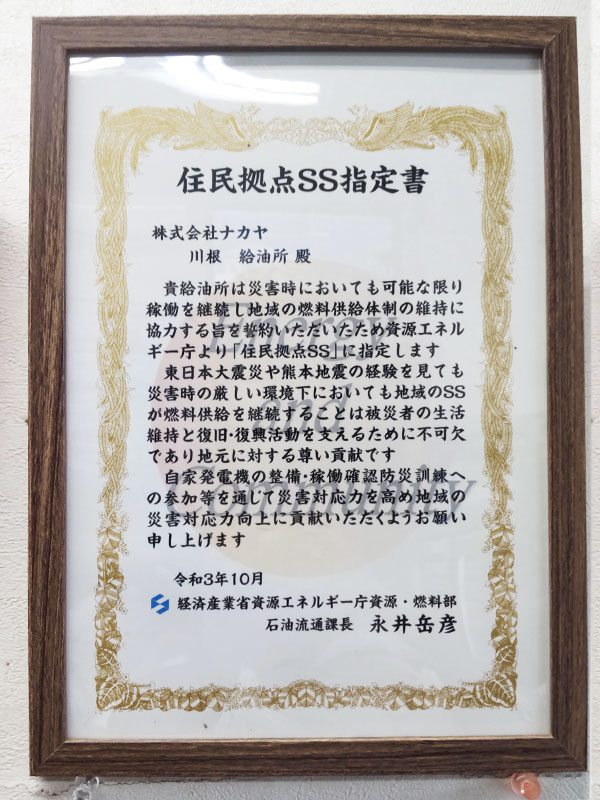 住民拠点SS指定書
株式会社ナカヤ
川根 給油所 殿
貴給油所は災害時においても可能な限り
稼働を継続し地域の燃料供給体制の維持に
協力する旨を誓約いただいたため資源エネル
ギー庁より「住民拠点SS」に指定します
東日本大震災や熊本地震の経験を見ても
災害時の厳しい環境下においても地域のSS
が燃料供給を継続することは被災者の生活
維持と復旧・復興活動を支えるために不可欠
であり地元に対する尊い貢献です
自家発電機の整備・稼働確認防災訓練へ
の参加等を通じて災害対応力を高め地域の
災害対応力向上に貢献いただくようお願い
申し上げます
令和3年10月
経済産業省資源エネルギー庁資源・燃料部
石油流通課長 永井岳彦
Energy
and
Community